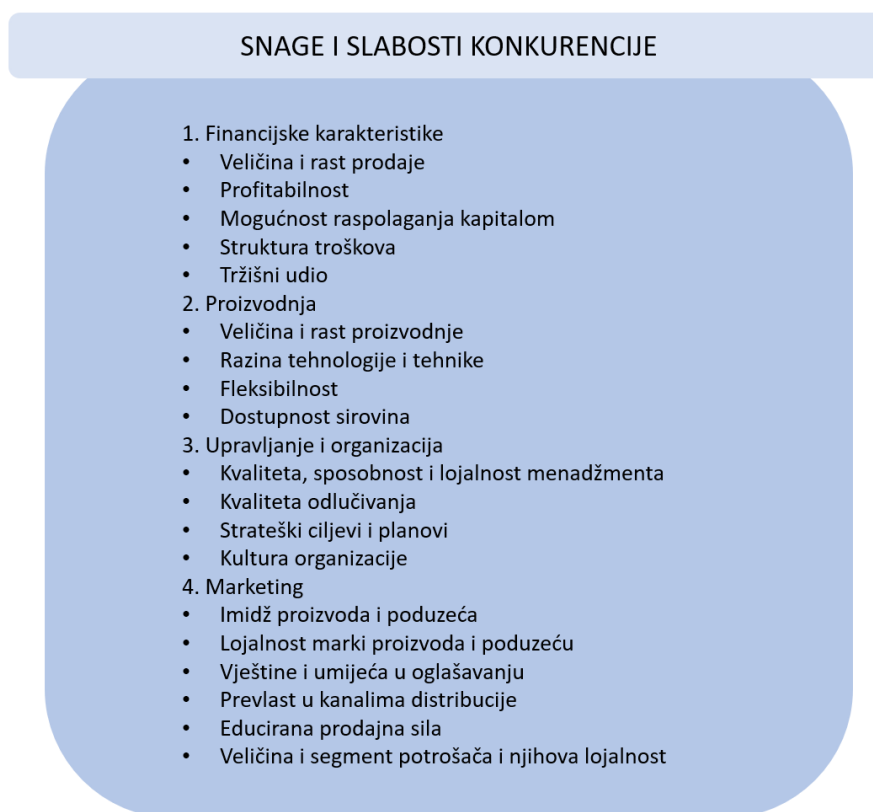 SNAGE I SLABOSTI KONKURENCIJE
1. Financijske karakteristike
• Veličina i rast prodaje
• Profitabilnost
• Mogućnost raspolaganja kapitalom
• Struktura troškova
• Tržišni udio
2. Proizvodnja
• Veličina i rast proizvodnje
• Razina tehnologije i tehnike
• Fleksibilnost
• Dostupnost sirovina
3. Upravljanje i organizacija
• Kvaliteta, sposobnost i lojalnost menadžmenta
• Kvaliteta odlučivanja
• Strateški ciljevi i planovi
• Kultura organizacije
4. Marketing
• Imidž proizvoda i poduzeća
• Lojalnost marki proizvoda i poduzeću
• Vještine i umijeća u oglašavanju
• Prevlast u kanalima distribucije
• Educirana prodajna sila
• Veličina i segment potrošača i njihova lojalnost